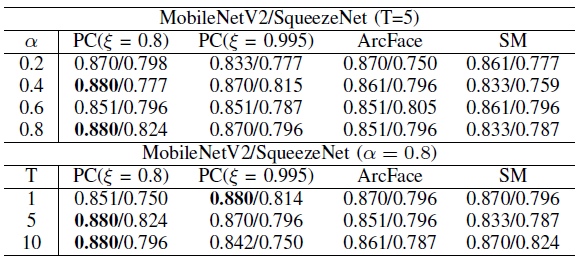 MobileNetV2/SqueezeNet (T=5)
α PC(ξ = 0.8) PC(ξ = 0.995) ArcFace SM
0.2 0.870/0.798 0.833/0.777 0.870/0.750 0.861/0.777
0.4 0.880/0.777 0.870/0.815 0.861/0.796 0.833/0.759
0.6 0.851/0.796 0.851/0.787 0.851/0.805 0.861/0.796
0.8 0.880/0.824 0.870/0.796 0.851/0.796 0.833/0.787
MobileNetV2/SqueezeNet (α = 0.8)
T PC(ξ = 0.8) PC(ξ = 0.995) ArcFace SM
1 0.851/0.750 0.880/0.814 0.870/0.796 0.870/0.796
5 0.880/0.824 0.870/0.796 0.851/0.796 0.833/0.787
10 0.880/0.796 0.842/0.750 0.861/0.787 0.870/0.824